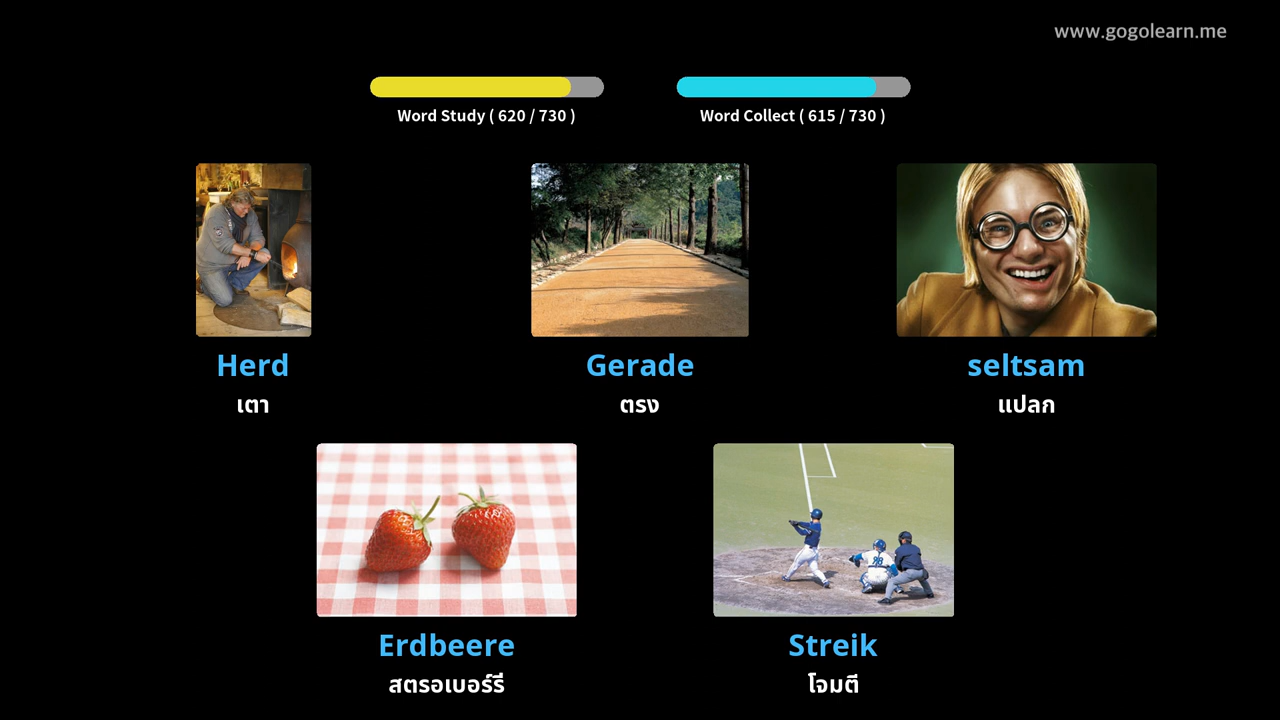 www.gogolearn.me
Word Study ( 620 / 730 )
Word Collect ( 615 / 730 )
Herd
เตา
Gerade
ตรง
seltsam
แปลก
Erdbeere
สตรอเบอร์รี
Streik
โจมตี